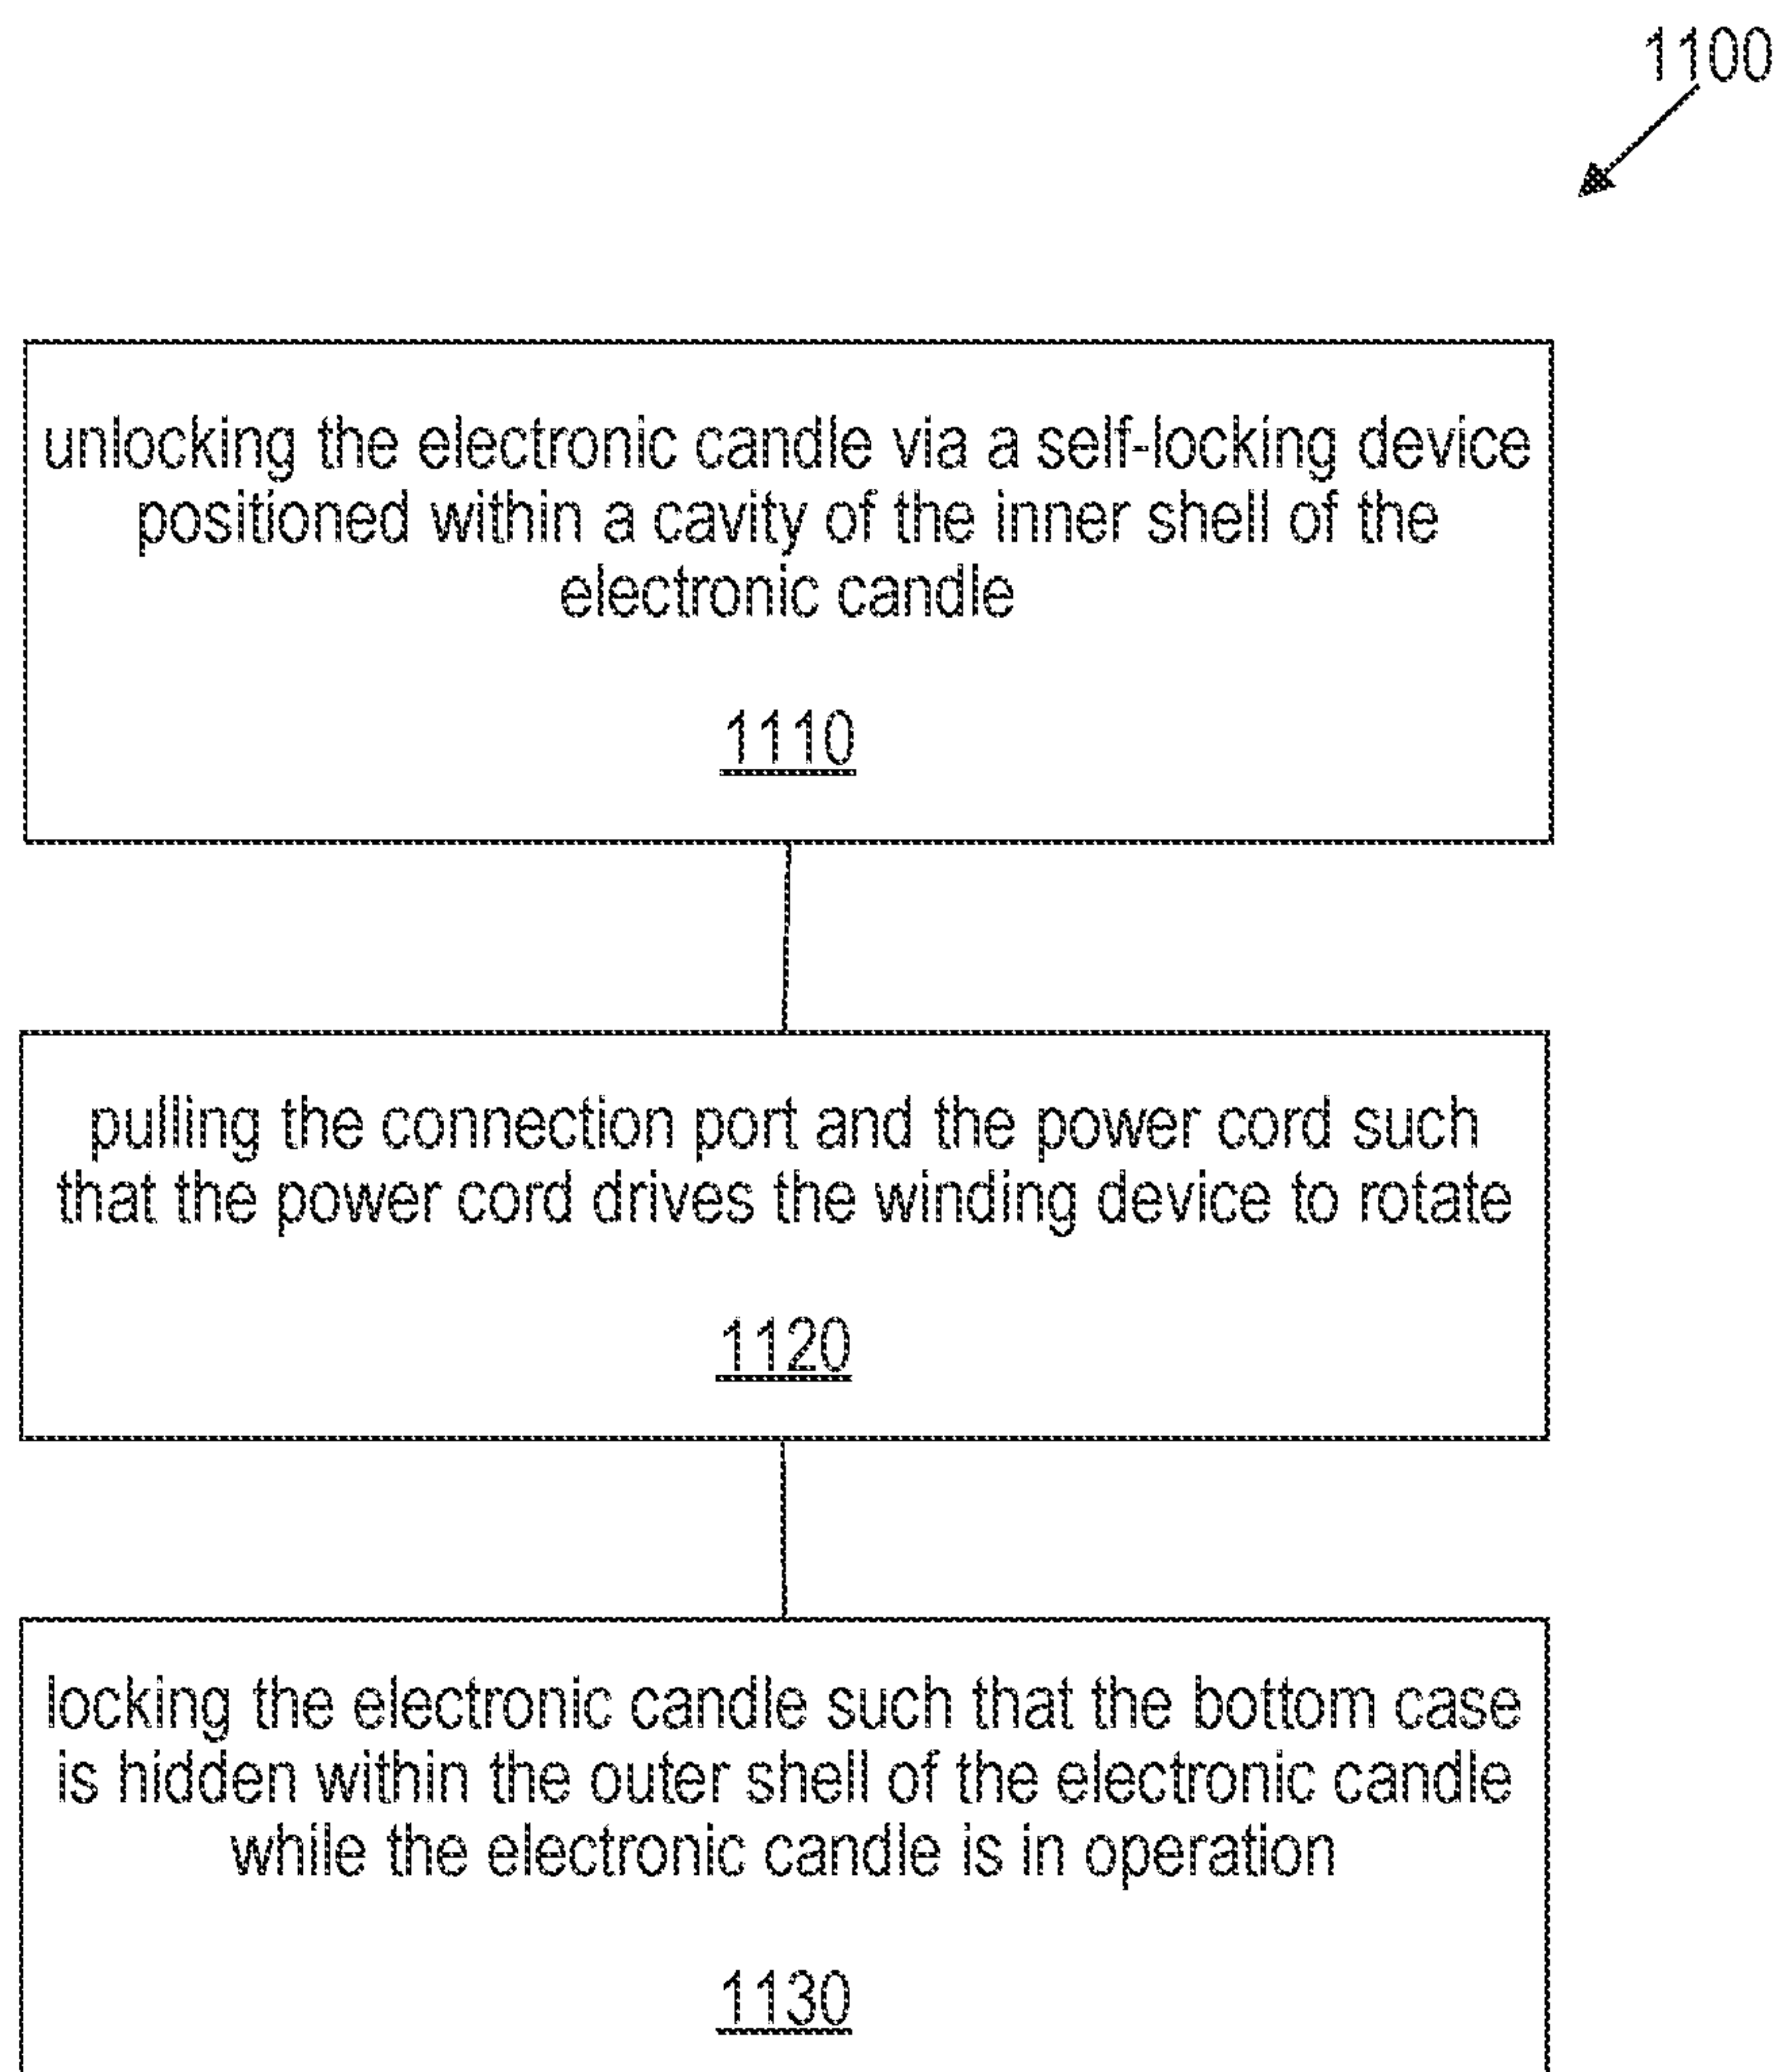 1100
unlocking the electronic candle via a self-locking device
positioned within a cavity of the inner shell of the
electronic candle
1110
pulling the connection port and the power cord such
that the power cord drives the winding device to rotate
1120
locking the electronic candle such that the bottom case
is hidden within the outer shell of the electronic candle
while the electronic candle is in operation
1130